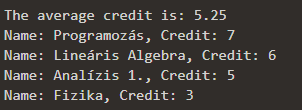 The average credit is: 5.25
Name: Programozás, Credit: 7
Name: Lineáris Algebra, Credit: 6
Name: Analízis 1., Credit: 5
Name: Fizika, Credit: 3